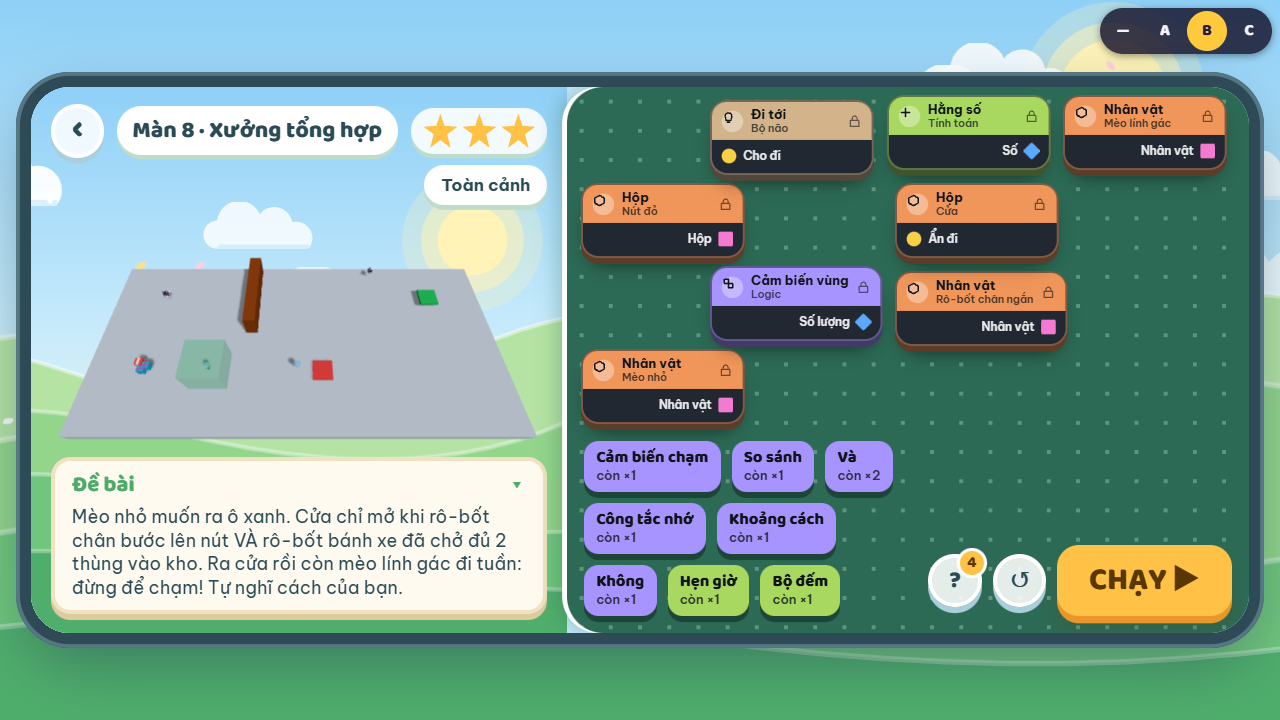 A
B
C
Màn 8 · Xưởng tổng hợp
Toàn cảnh
Đề bài
Mèo nhỏ muốn ra ô xanh. Cửa chỉ mở khi rô-bốt
chân bước lên nút VÀ rô-bốt bánh xe đã chở đủ 2
thùng vào kho. Ra cửa rồi còn mèo lính gác đi tuần:
đừng để chạm! Tự nghĩ cách của bạn.
Đi tới
Bộ não
Cho đi
Hằng số
Tính toán
Số
Nhân vật
Mèo lính gác
Nhân vật
Hộp
Nút đỏ
Hộp
Hộp
Cửa
Ẩn đi
Cảm biến vùng
Logic
Số lượng
Nhân vật
Rô-bốt chân ngắn
Nhân vật
Nhân vật
Mèo nhỏ
Nhân vật
Cảm biến chạm
còn ×1
So sánh
còn ×1
Và
còn ×2
Công tắc nhớ
còn ×1
Khoảng cách
còn ×1
Không
còn ×1
Hẹn giờ
còn ×1
Bộ đếm
còn ×1
?
4
CHẠY